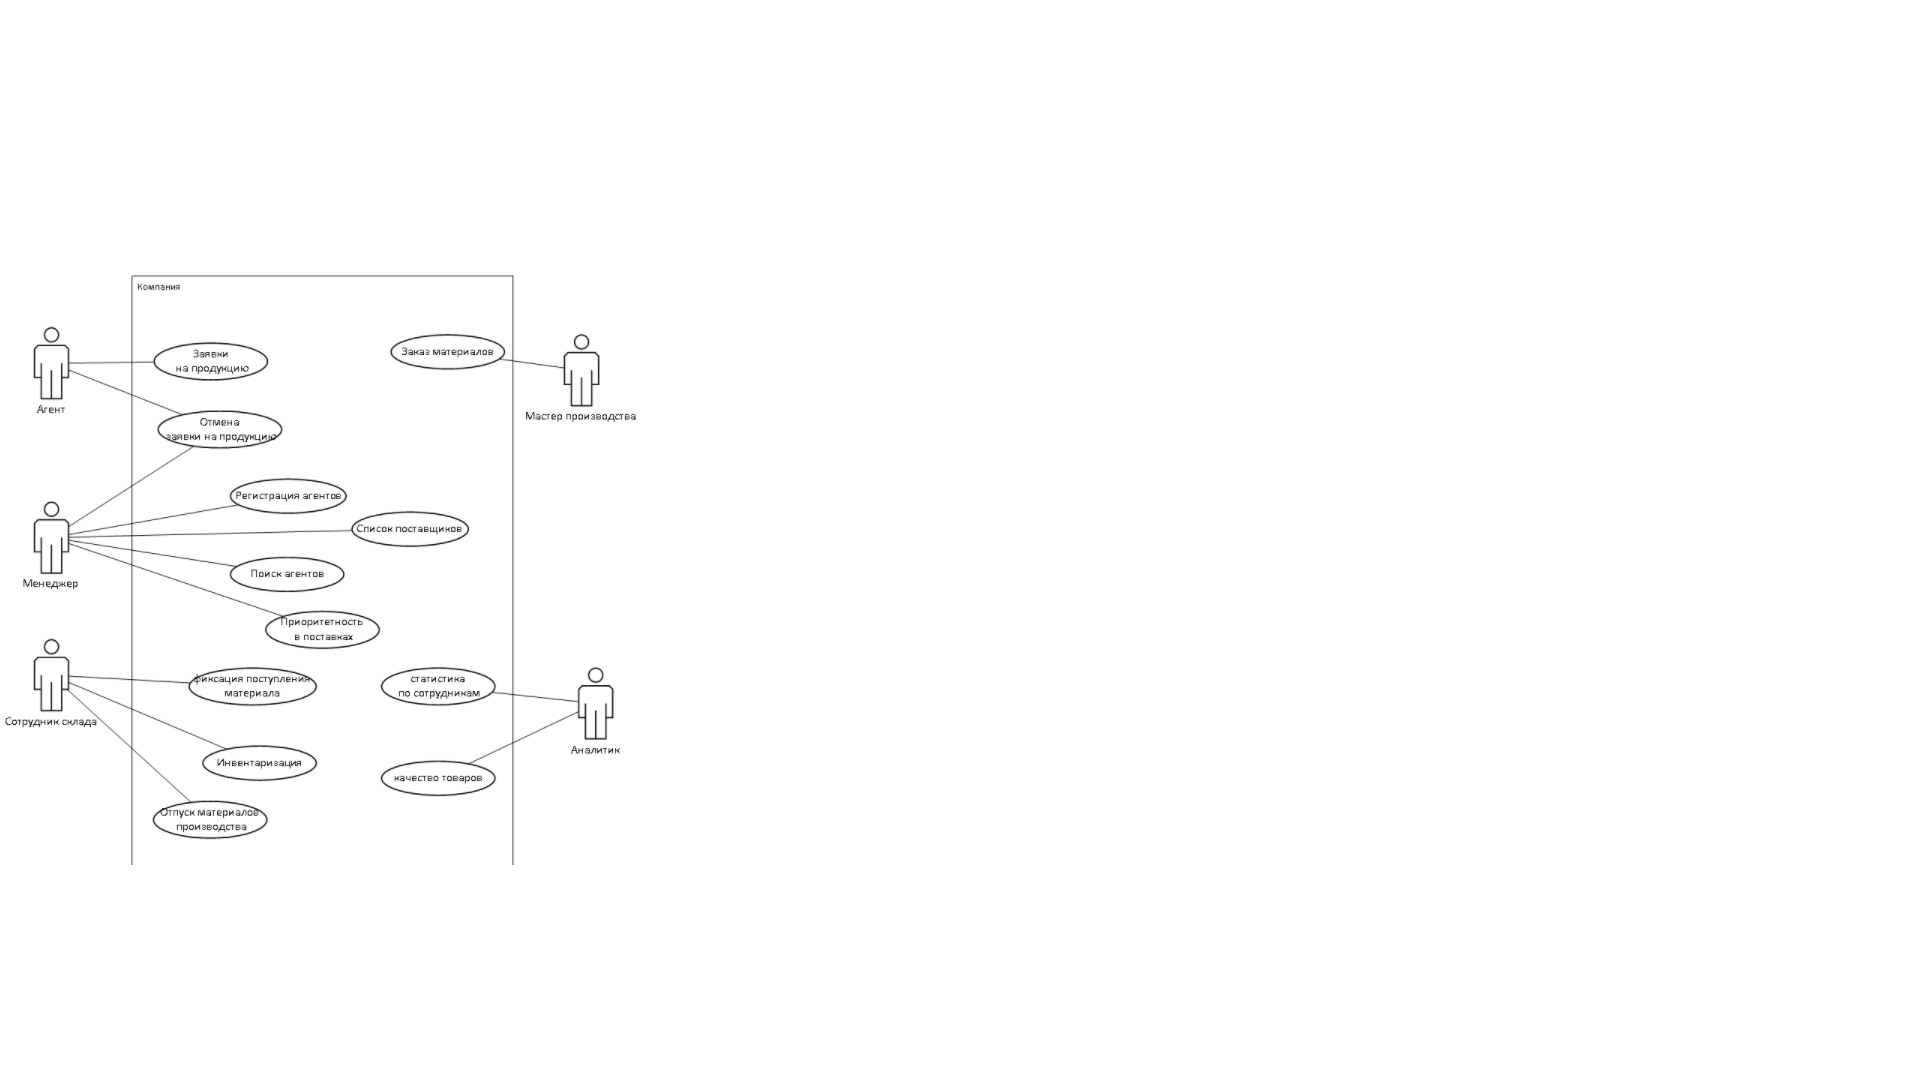 Компания
Заявки
на продукцию
Заказ материалов
Агент
Мастер производства
Отмена
заявки на продукцию
Регистрация агентов
Список поставщиков
Поиск агентов
Менеджер
Приоритетность
в поставках
фиксация поступления
материала
статистика
по сотрудникам
Сотрудник склада
Аналитик
Инвентаризация
качество товаров
Отпуск материалов
производства